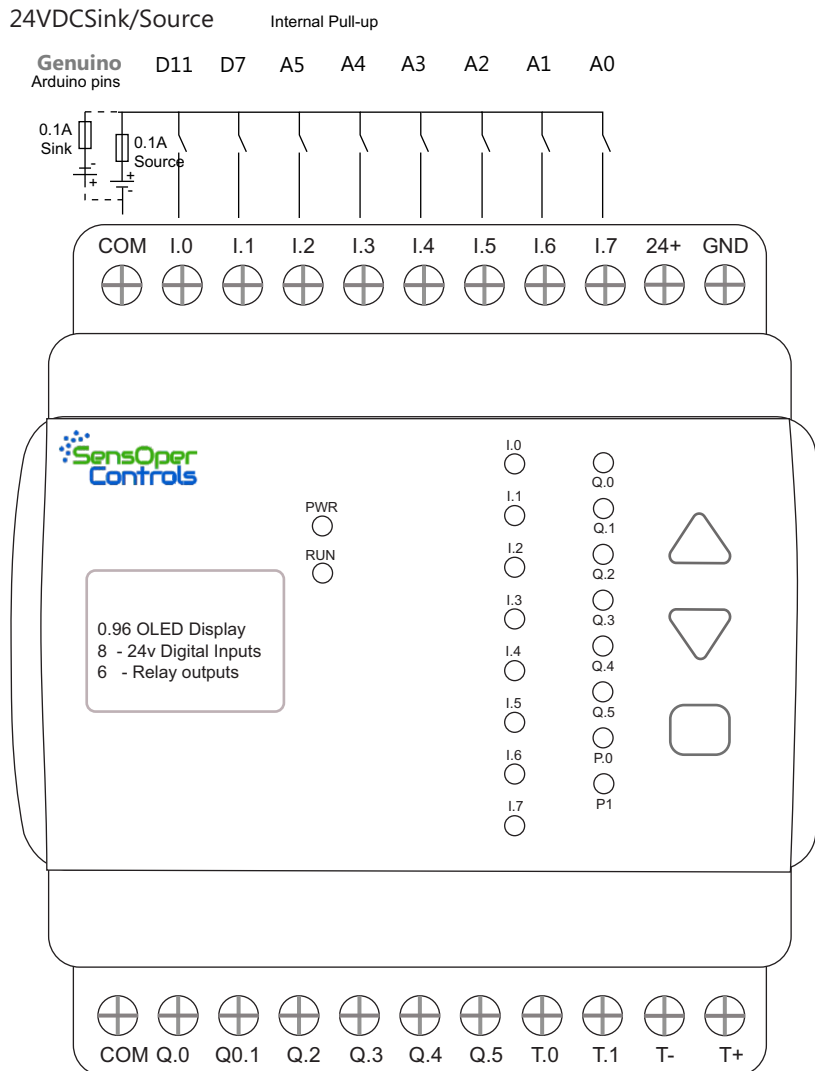 24VDCSink/Source Internal Pull-up
Genuino D11 D7 A5 A4 A3 A2 A1 A0
Arduino pins
0.1A
Sink
0.1A
Source
- +
+ -
COM I.0 I.1 I.2 I.3 I.4 I.5 I.6 I.7 24+ GND
SensOper
Controls
PWR
RUN
0.96 OLED Display
8 - 24v Digital Inputs
6 - Relay outputs
I.0
I.1
I.2
I.3
I.4
I.5
I.6
I.7
Q.0
Q.1
Q.2
Q.3
Q.4
Q.5
P.0
P1
COM Q.0 Q0.1 Q.2 Q.3 Q.4 Q.5 T.0 T.1 T- T+